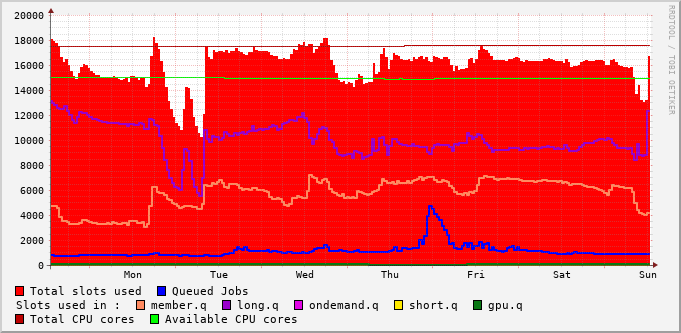 20000
18000
16000
14000
12000
10000
8000
6000
4000
2000
0
Mon Tue Wed Thu Fri Sat Sun
RRDTOOL / TOBI OETIKER
Total slots used Queued Jobs
Slots used in : member.q long.q ondemand.q short.q gpu.q
Total CPU cores
Available CPU cores